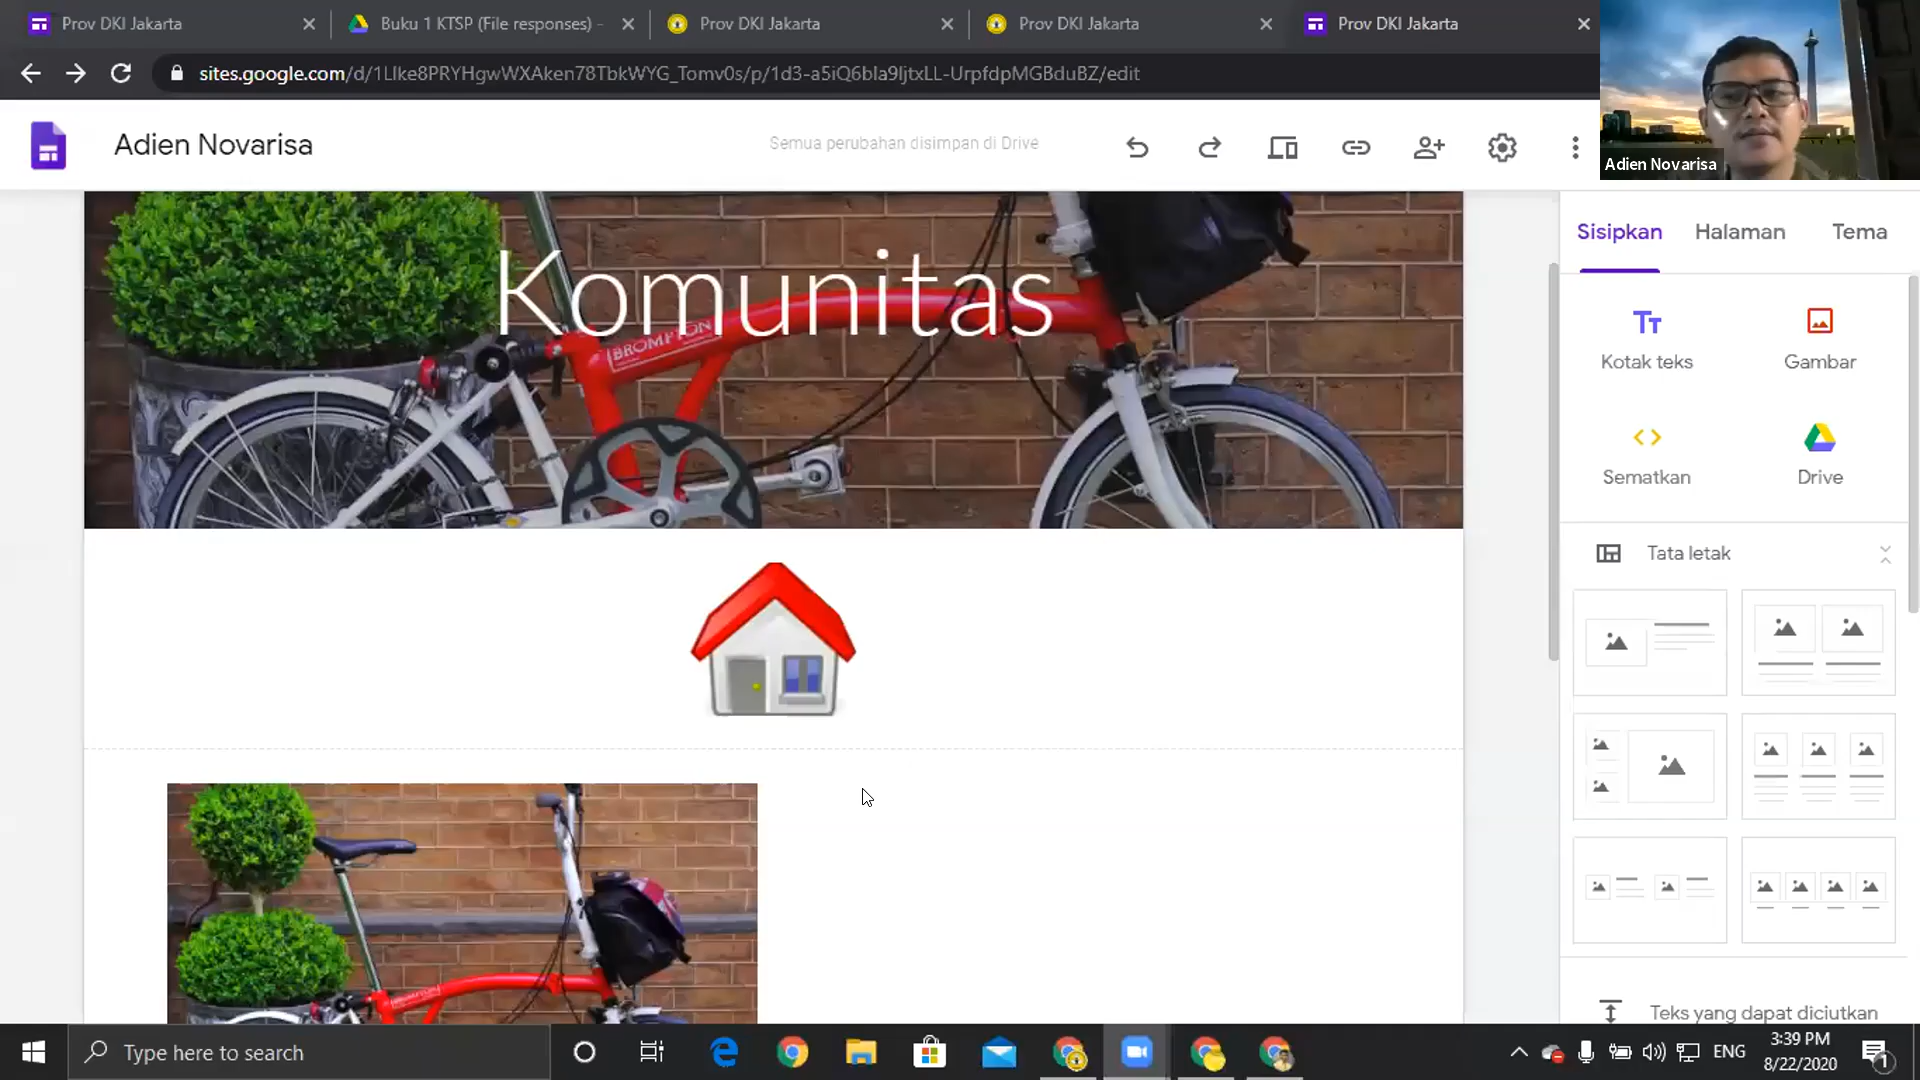 Prov DKI Jakarta
Buku 1 KTSP (File responses) -
Prov DKI Jakarta
Prov DKI Jakarta
Prov DKI Jakarta
sites.google.com/d/1Llke8PRYHgwWXAken78TbkWYG_Tomv0s/p/1d3-a5iQ6bla9ljtxLL-UrpfdpMGBduBZ/edit
Adien Novarisa
Adien Novarisa
Semua perubahan disimpan di Drive
Komunitas
BROMPTON
Sisipkan
Halaman
Tema
Kotak teks
Gambar
Sematkan
Drive
Tata letak
BROMPTON
Teks yang dapat diciutkan
Type here to search
ENG
3:39 PM
8/22/2020
1